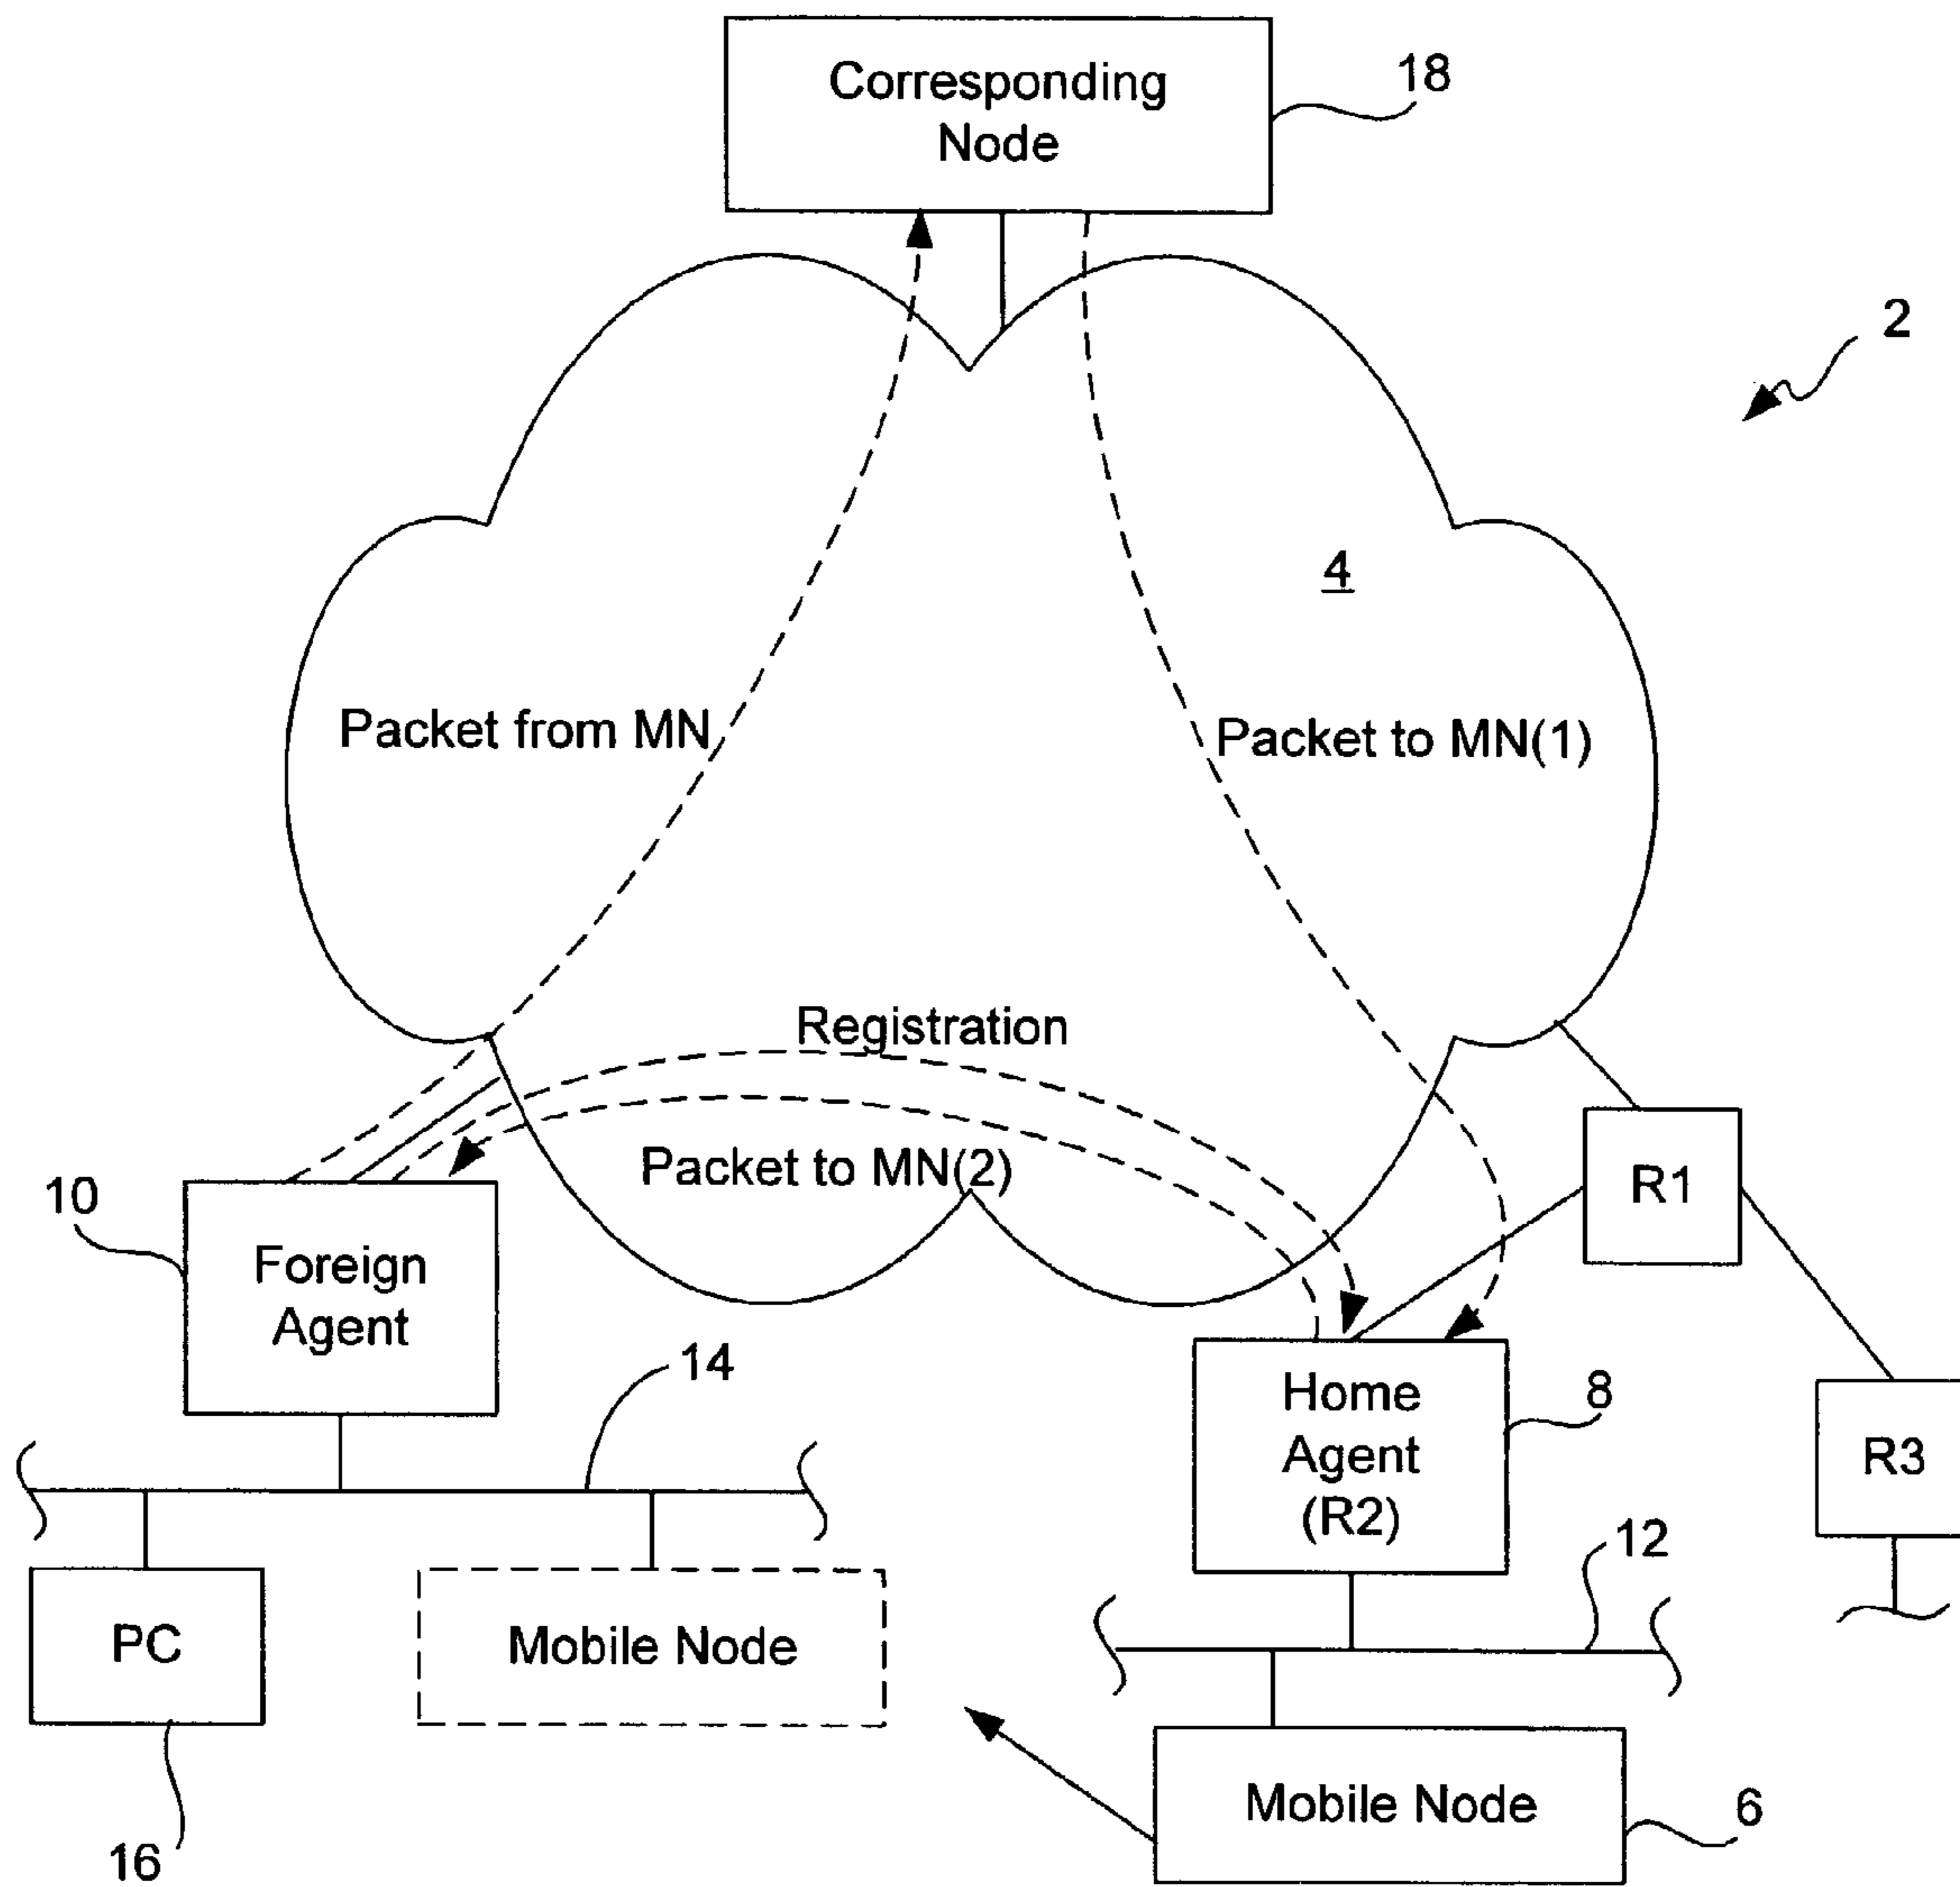 Corresponding
Node
18
2
4
Packet from MN
Packet to MN(1)
Registration
Packet to MN(2)
R1
10
Foreign
Agent
14
Home
Agent
(R2)
8
R3
12
PC
Mobile Node
Mobile Node
6
16